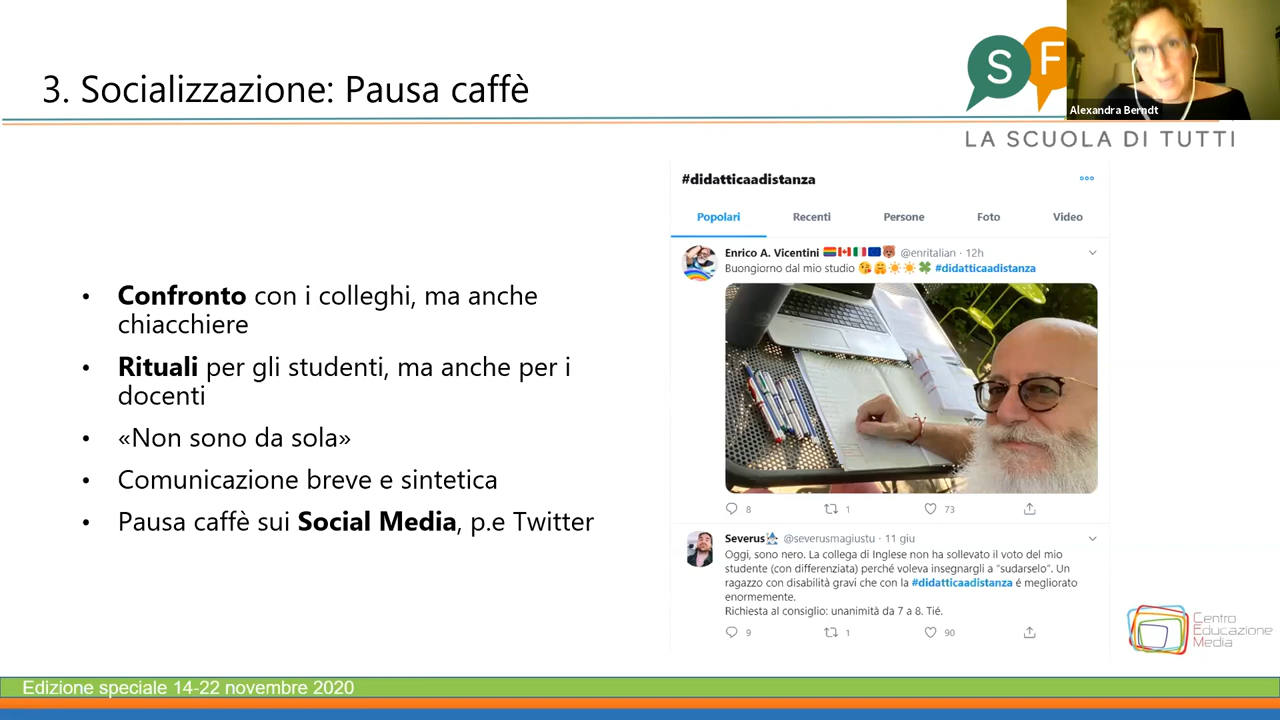 3. Socializzazione: Pausa caffè
S F
Alexandra Berndt
LA SCUOLA DI TUTTI
• Confronto con i colleghi, ma anche
chiacchiere
• Rituali per gli studenti, ma anche per i
docenti
• «Non sono da sola»
• Comunicazione breve e sintetica
• Pausa caffè sui Social Media, p.e Twitter
#didatticaadistanza
Popolari Recenti Persone Foto Video
Enrico A. Vicentini @enritalian · 12h
Buongiorno dal mio studio #didatticaadistanza
8 1 73
Severus @severusmagiustu · 11 giu
Oggi, sono nero. La collega di Inglese non ha sollevato il voto del mio
studente (con differenziata) perché voleva insegnargli a "sudarselo". Un
ragazzo con disabilità gravi che con la #didatticaadistanza é megliorato
enormemente.
Richiesta al consiglio: unanimità da 7 a 8. Tié.
9 1 90
Centro
Educazione
Media
Edizione speciale 14-22 novembre 2020